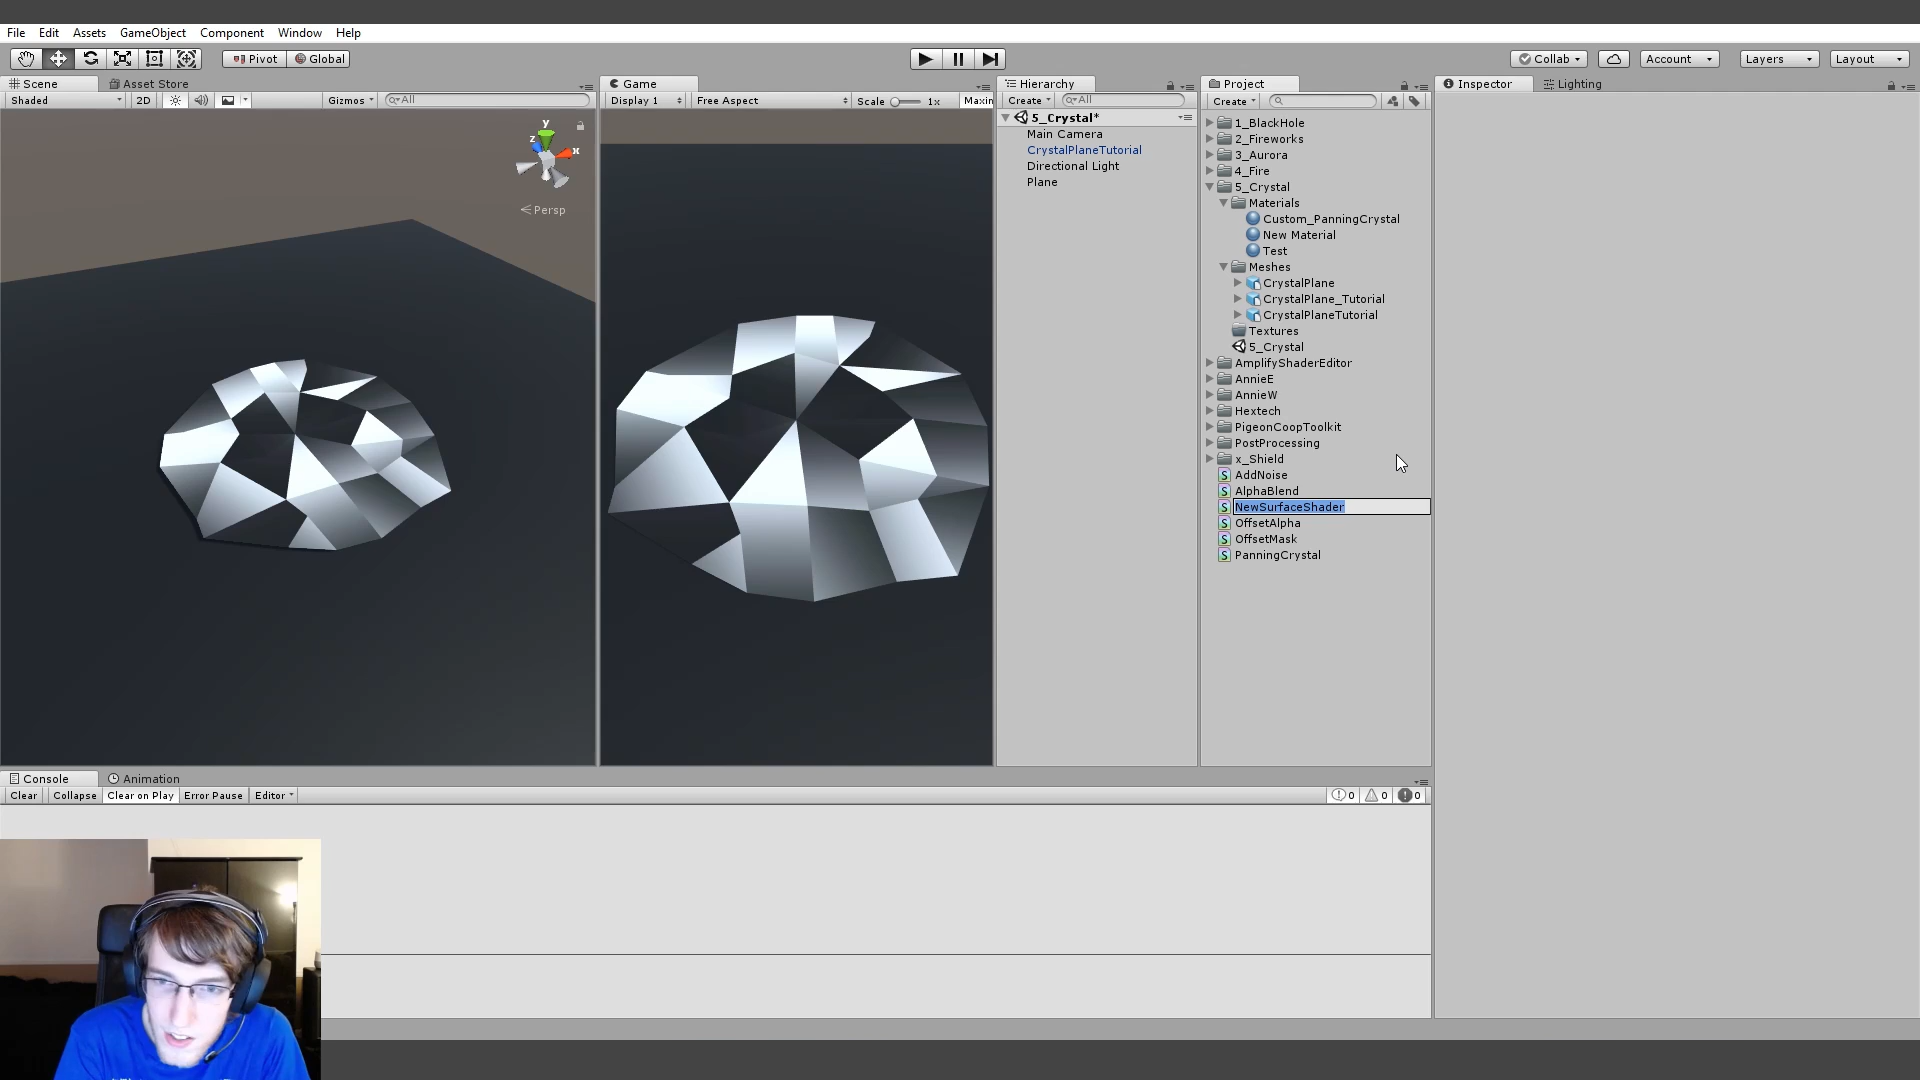 File Edit Assets GameObject Component Window Help
Pivot Global Collab Account Layers Layout
Scene Asset Store
Shaded 2D Gizmos All
y
z
x
Persp
Game
Display 1 Free Aspect Scale 1x Maxin
Hierarchy
Create All
5_Crystal*
Main Camera
CrystalPlaneTutorial
Directional Light
Plane
Project
Create
1_BlackHole
2_Fireworks
3_Aurora
4_Fire
5_Crystal
Materials
Custom_PanningCrystal
New Material
Test
Meshes
CrystalPlane
CrystalPlane_Tutorial
CrystalPlaneTutorial
Textures
5_Crystal
AmplifyShaderEditor
AnnieE
AnnieW
Hextech
PigeonCoopToolkit
PostProcessing
x_Shield
S AddNoise
S AlphaBlend
S NewSurfaceShader
S OffsetAlpha
S OffsetMask
S PanningCrystal
Inspector Lighting
Console Animation
Clear Collapse Clear on Play Error Pause Editor 0 0 0